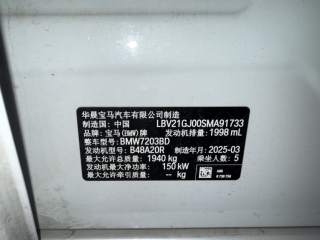 华晨宝马汽车有限公司制造
制造国：中国 LBV21GJ00SMA91733
品牌：宝马(BMW)牌 发动机排量：1998 mL
整车型号：BMW7203BD
发动机型号：B48A20R 制造年月：2025-03
最大允许总质量：1940 kg 乘坐人数：5
最大净功率：150 kW
最大允许牵引质量：-- kg